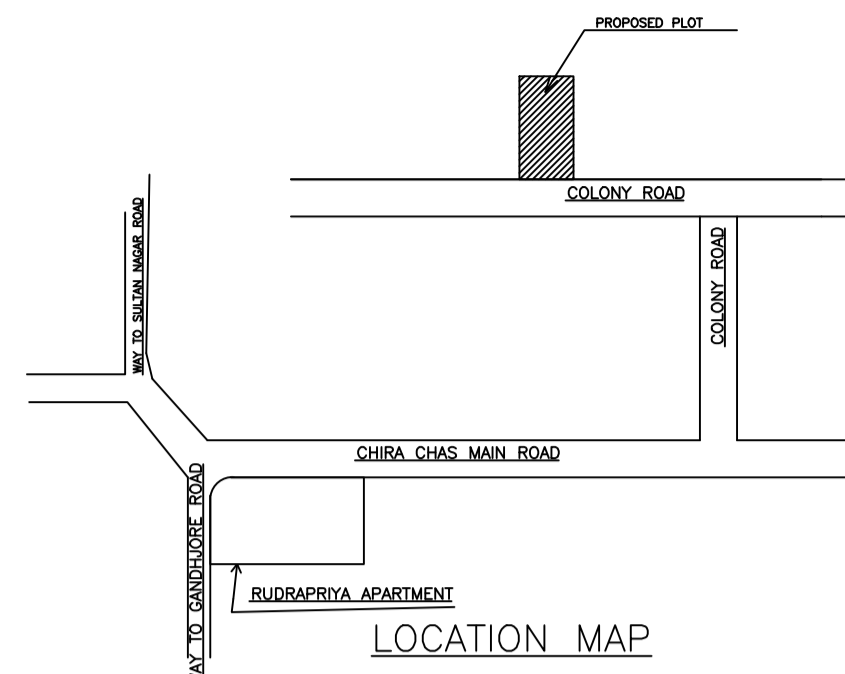 PROPOSED PLOT
COLONY ROAD
WAY TO SULTAN NAGAR ROAD
COLONY ROAD
CHIRA CHAS MAIN ROAD
WAY TO GANDHJORE ROAD
RUDRAPRIYA APARTMENT
LOCATION MAP